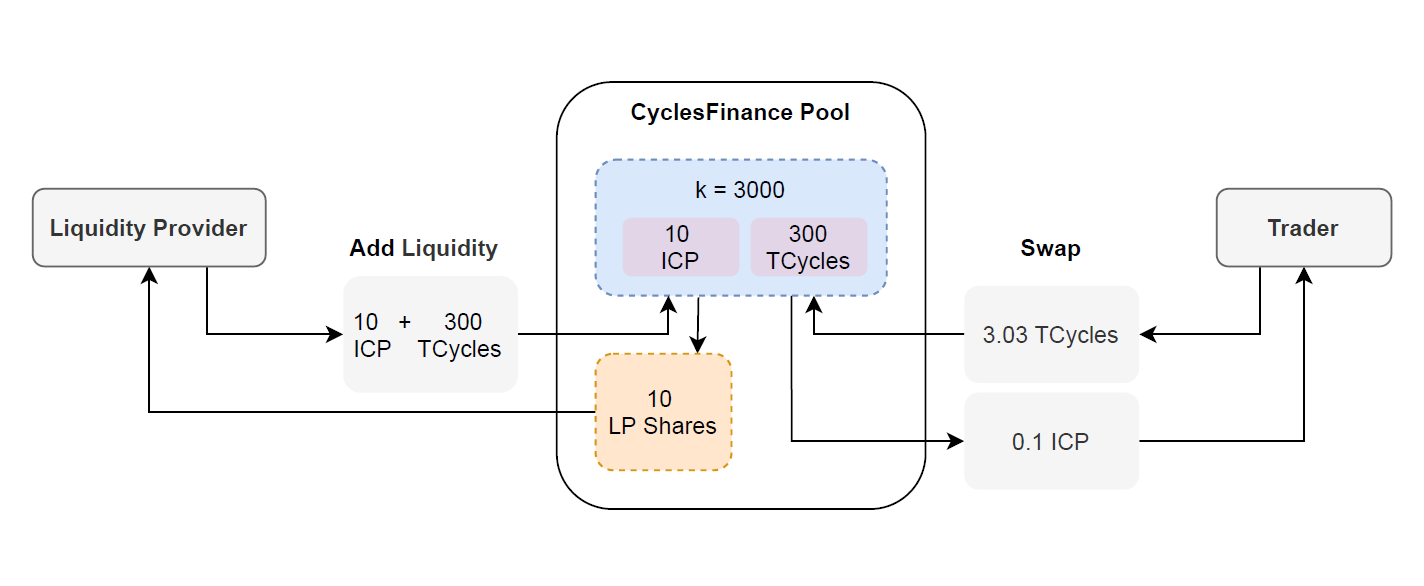 CyclesFinance Pool
k = 3000
10
ICP
300
TCycles
Liquidity Provider
Add Liquidity
10 + 300
ICP TCycles
10
LP Shares
Swap
3.03 TCycles
0.1 ICP
Trader